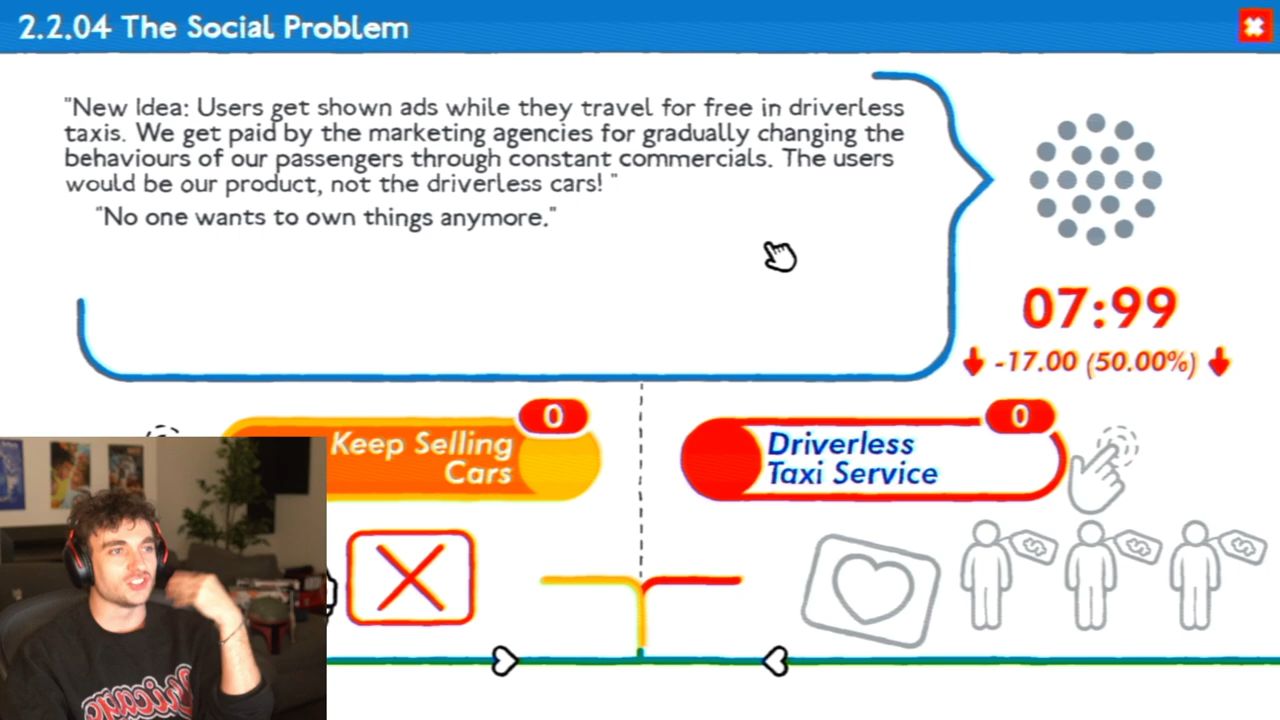 2.2.04 The Social Problem
"New Idea: Users get shown ads while they travel for free in driverless
taxis. We get paid by the marketing agencies for gradually changing the
behaviours of our passengers through constant commercials. The users
would be our product, not the driverless cars! "
"No one wants to own things anymore."
07:99
-17.00 (50.00%)
0
Keep Selling
Cars
0
Driverless
Taxi Service
$ $ $
Chicago